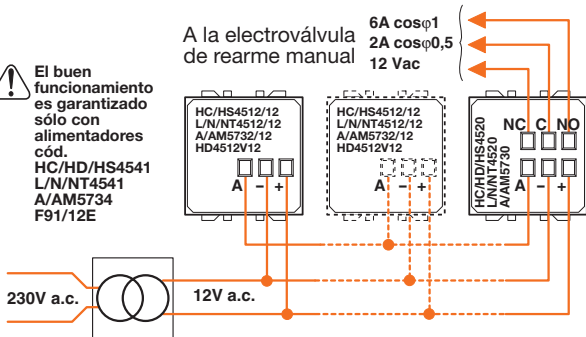 A la electroválvula
de rearme manual
6A cosφ1
2A cosφ0,5
12 Vac
El buen
funcionamiento
es garantizado
sólo con
alimentadores
cód.
HC/HD/HS4541
L/N/NT4541
A/AM5734
F91/12E
HC/HS4512/12
L/N/NT4512/12
A/AM5732/12
HD4512V12
A – +
HC/HS4512/12
L/N/NT4512/12
A/AM5732/12
HD4512V12
A – +
HC/HD/HS4520
L/N/NT4520
A/AM5730
NC C NO
A – +
230V a.c.
12V a.c.